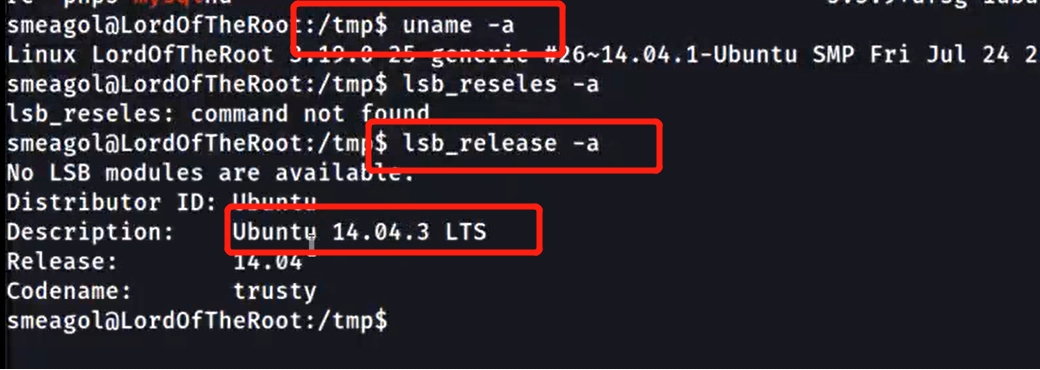 smeagol@LordOfTheRoot:/tmp$ uname -a
Linux LordOfTheRoot 3.19.0-25-generic #26~14.04.1-Ubuntu SMP Fri Jul 24 2
smeagol@LordOfTheRoot:/tmp$ lsb_reseles -a
lsb_reseles: command not found
smeagol@LordOfTheRoot:/tmp$ lsb_release -a
No LSB modules are available.
Distributor ID: Ubuntu
Description: Ubuntu 14.04.3 LTS
Release: 14.04
Codename: trusty
smeagol@LordOfTheRoot:/tmp$